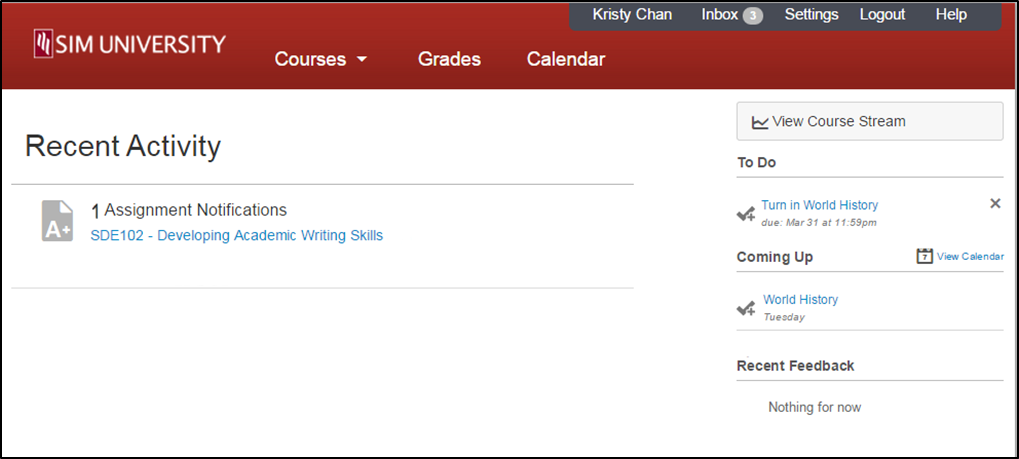 Kristy Chan Inbox 3 Settings Logout Help
SIM UNIVERSITY
Courses Grades Calendar
View Course Stream
Recent Activity
To Do
1 Assignment Notifications
A+
SDE102 - Developing Academic Writing Skills
Turn in World History
due: Mar 31 at 11:59pm
Coming Up
7
View Calendar
World History
Tuesday
Recent Feedback
Nothing for now